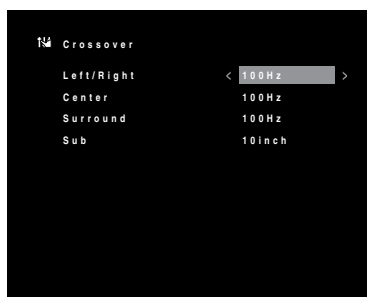 Crossover
Left/Right < 100Hz >
Center 100Hz
Surround 100Hz
Sub 10inch